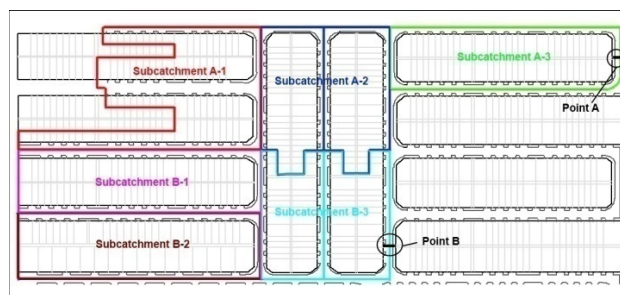 Subcatchment A-1
Subcatchment A-2
Subcatchment A-3
Point A
Subcatchment B-1
Subcatchment B-3
Subcatchment B-2
Point B